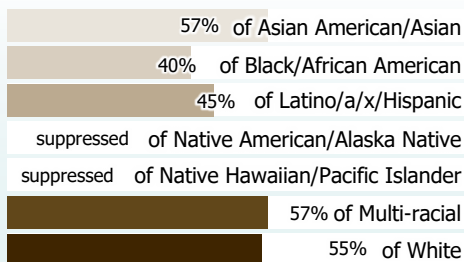 57% of Asian American/Asian
40% of Black/African American
45% of Latino/a/x/Hispanic
suppressed of Native American/Alaska Native
suppressed of Native Hawaiian/Pacific Islander
57% of Multi-racial
55% of White